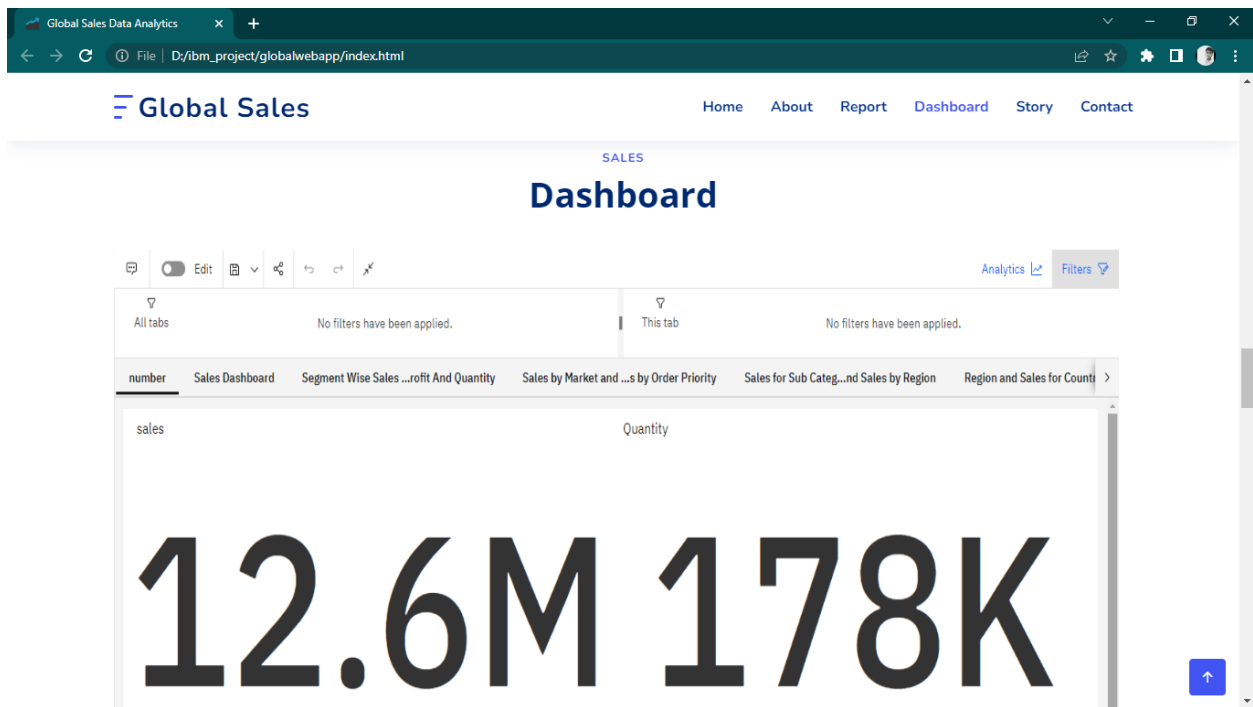 Global Sales Data Analytics
File D:/ibm_project/globalwebapp/index.html
Global Sales Home About Report Dashboard Story Contact
SALES
Dashboard
Edit Analytics Filters
All tabs No filters have been applied. This tab No filters have been applied.
number Sales Dashboard Segment Wise Sales ...rofit And Quantity Sales by Market and ...s by Order Priority Sales for Sub Categ...nd Sales by Region Region and Sales for Count
sales Quantity
12.6M 178K